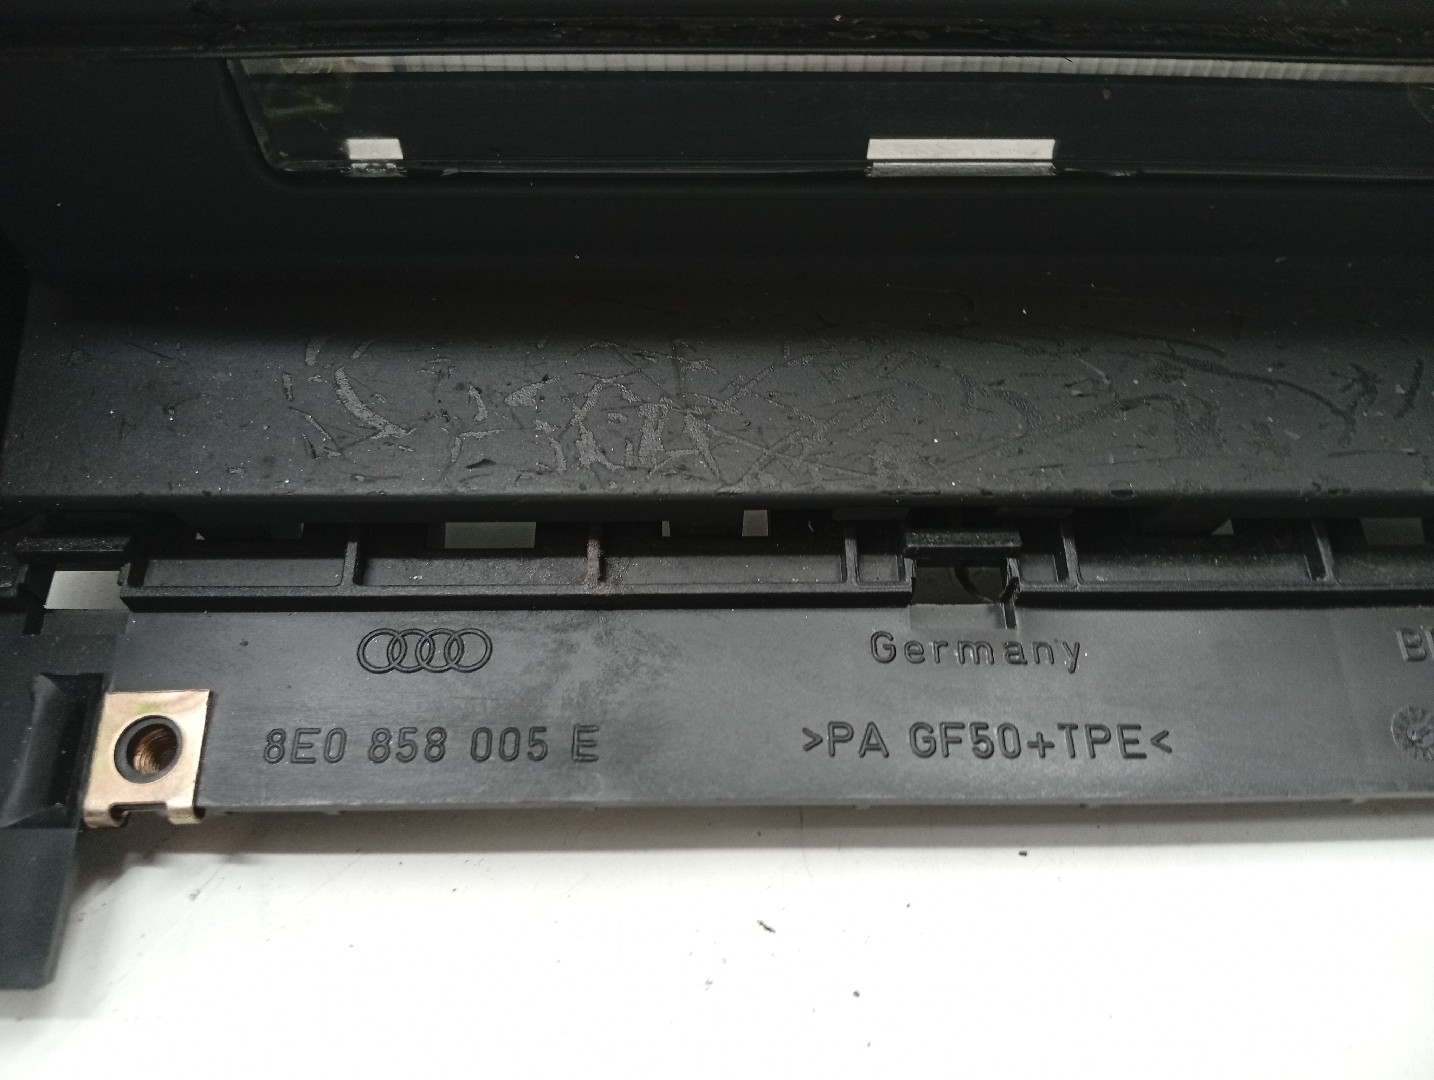 Germany
8E0 858 005 E
>PA GF50+TPE<